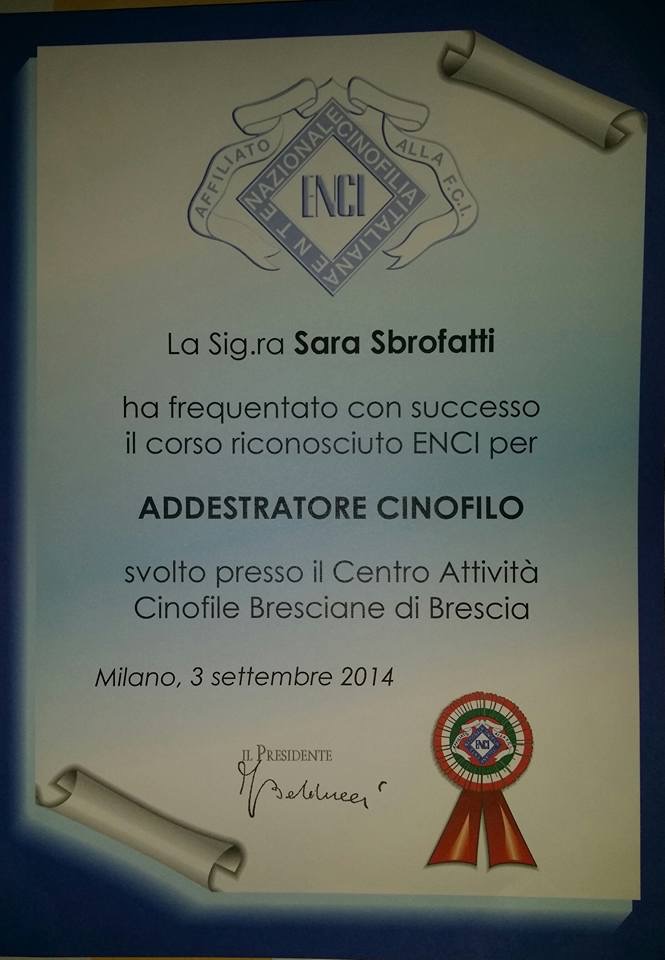 AFFILIATO ALLA F.C.I.
ENTE NAZIONALE CINOFILIA ITALIANA
ENCI
La Sig.ra Sara Sbrofatti
ha frequentato con successo
il corso riconosciuto ENCI per
ADDESTRATORE CINOFILO
svolto presso il Centro Attività
Cinofile Bresciane di Brescia
Milano, 3 settembre 2014
IL PRESIDENTE
ENCI